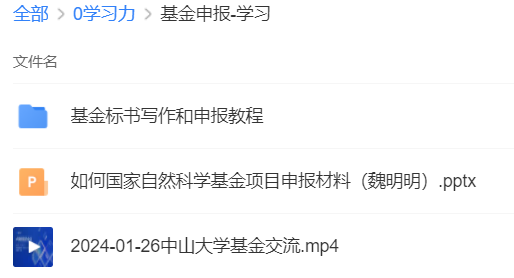 全部 > 0学习力 > 基金申报-学习
文件名
基金标书写作和申报教程
如何国家自然科学基金项目申报材料（魏明明）.pptx
2024-01-26中山大学基金交流.mp4